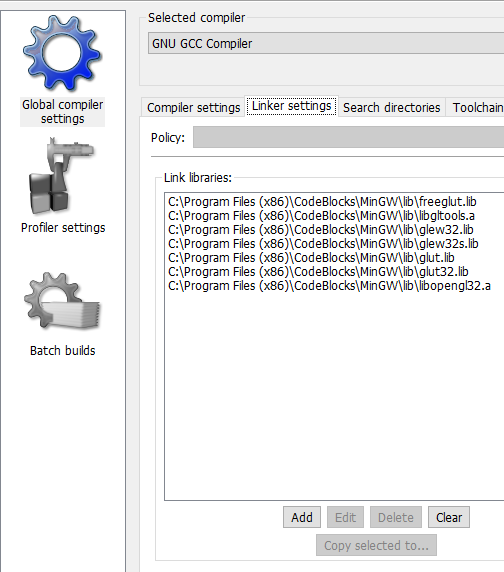 Selected compiler
GNU GCC Compiler
Global compiler
settings
Profiler settings
Batch builds
Compiler settings
Linker settings
Search directories
Toolchain
Policy:
Link libraries:
C:\Program Files (x86)\CodeBlocks\MinGW\lib\freeglut.lib
C:\Program Files (x86)\CodeBlocks\MinGW\lib\libgltools.a
C:\Program Files (x86)\CodeBlocks\MinGW\lib\glew32.lib
C:\Program Files (x86)\CodeBlocks\MinGW\lib\glew32s.lib
C:\Program Files (x86)\CodeBlocks\MinGW\lib\glut.lib
C:\Program Files (x86)\CodeBlocks\MinGW\lib\glut32.lib
C:\Program Files (x86)\CodeBlocks\MinGW\lib\libopengl32.a
Add
Edit
Delete
Clear
Copy selected to...